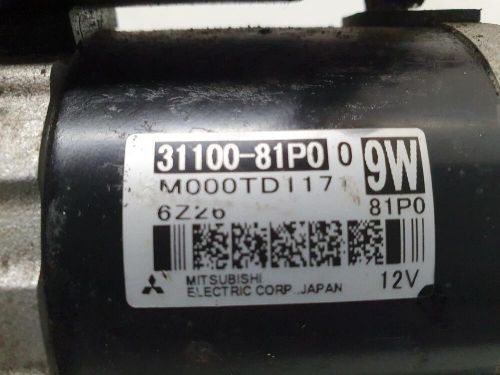 31100-81P0 0 9W
M000TD1171
6Z26 81P0
MITSUBISHI
ELECTRIC CORP. JAPAN 12V